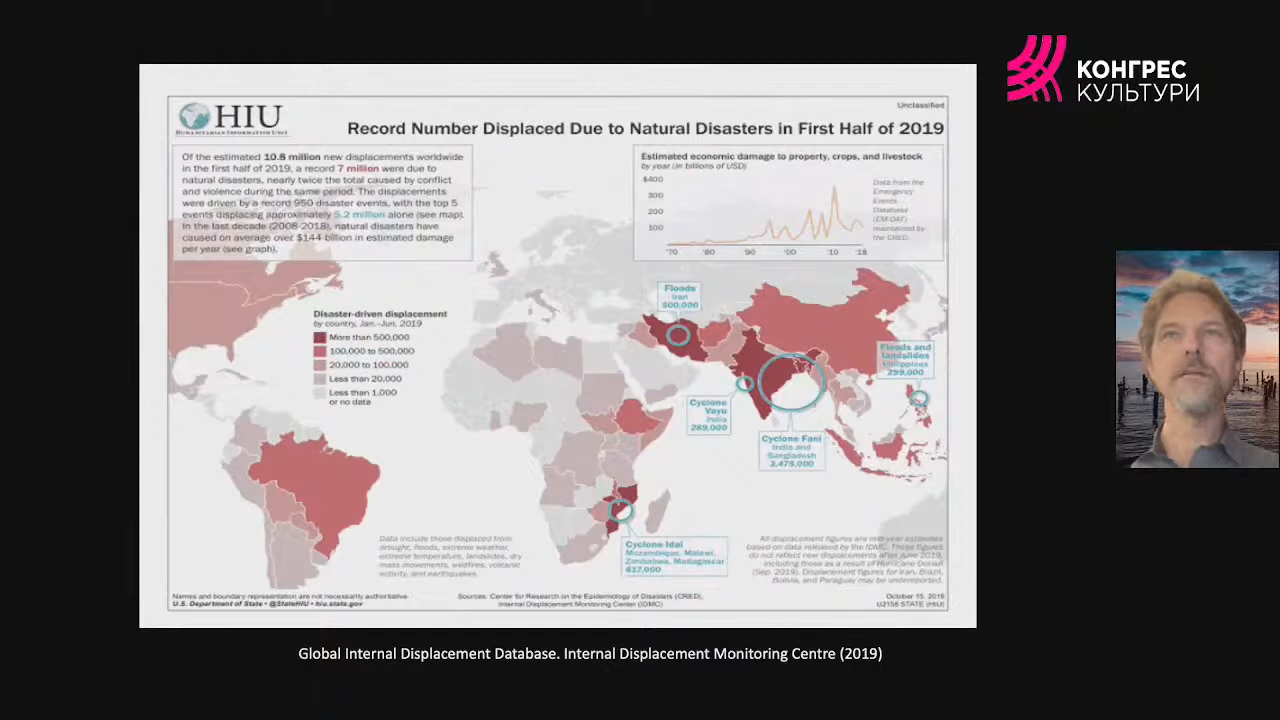 КОНГРЕС
КУЛЬТУРИ
Unclassified
HIU
HUMANITARIAN INFORMATION UNIT
Record Number Displaced Due to Natural Disasters in First Half of 2019
Of the estimated 10.8 million new displacements worldwide
in the first half of 2019, a record 7 million were due to
natural disasters, nearly twice the total caused by conflict
and violence during the same period. The displacements
were driven by a record 950 disaster events, with the top 5
events displacing approximately 5.2 million alone (see map).
In the last decade (2008-2018), natural disasters have
caused on average over $144 billion in estimated damage
per year (see graph).
Estimated economic damage to property, crops, and livestock
by year (in billions of USD)
$400
300
200
100
'70 '80 '90 '00 '10 '18
Data from the
Emergency
Events
Database
(EM-DAT)
maintained by
the CRED.
Disaster-driven displacement
by country, Jan.-Jun, 2019
More than 500,000
100,000 to 500,000
20,000 to 100,000
Less than 20,000
Less than 1,000
or no data
Floods
Iran
500,000
Floods and
landslides
Philippines
299,000
Cyclone
Vayu
India
289,000
Cyclone Fani
India and
Bangladesh
3,475,000
Cyclone Idai
Mozambique, Malawi,
Zimbabwe, Madagascar
617,000
Data include those displaced from
drought, floods, extreme weather,
extreme temperature, landslides, dry
mass movements, wildfires, volcanic
activity, and earthquakes.
All displacement figures are mid-year estimates
based on data released by the IDMC. These figures
do not reflect new displacements after June 2019,
including those as a result of Hurricane Dorian
(Sep. 2019). Displacement figures for Iran, Brazil,
Bolivia, and Paraguay may be underreported.
Names and boundary representation are not necessarily authoritative
U.S. Department of State • @StateHIU • hiu.state.gov
Sources: Center for Research on the Epidemiology of Disasters (CRED),
Internal Displacement Monitoring Center (IDMC)
October 15, 2019
U2156 STATE (HIU)
Global Internal Displacement Database. Internal Displacement Monitoring Centre (2019)